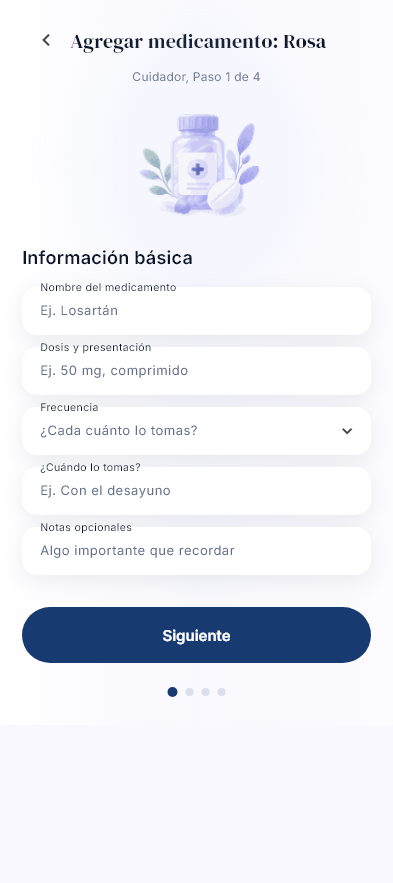 Agregar medicamento: Rosa
Cuidador, Paso 1 de 4
Información básica
Nombre del medicamento
Ej. Losartán
Dosis y presentación
Ej. 50 mg, comprimido
Frecuencia
¿Cada cuánto lo tomas?
¿Cuándo lo tomas?
Ej. Con el desayuno
Notas opcionales
Algo importante que recordar
Siguiente